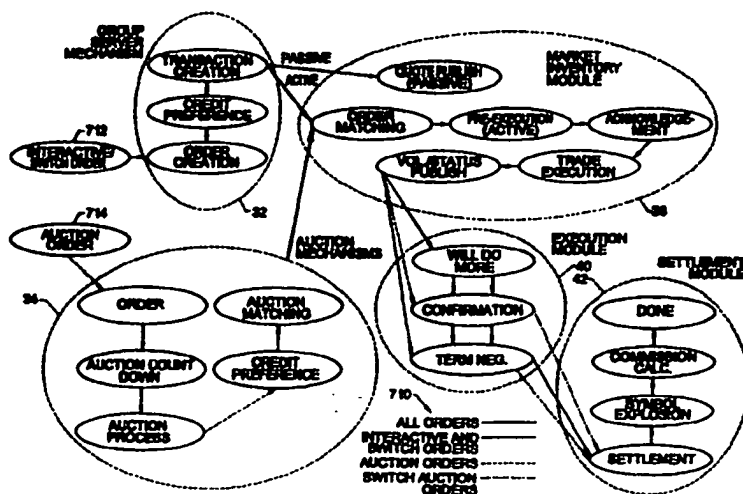 GROUP
SERVER
MECHANISM
TRANSACTION
CREATION
CREDIT
PREFERENCE
ORDER
CREATION
712
INTERACTIVE/
SWITCH ORDER
32
PASSIVE
ACTIVE
QUOTE PUBLISH
(PASSIVE)
MARKET
INVENTORY
MODULE
ORDER
MATCHING
PRE-EXECUTION
(ACTIVE)
ACKNOWLEDGE-
MENT
VOL/STATUS
PUBLISH
TRADE
EXECUTION
714
AUCTION
ORDER
AUCTION
MECHANISMS
34
ORDER
AUCTION
MATCHING
AUCTION COUNT
DOWN
CREDIT
PREFERENCE
AUCTION
PROCESS
EXECUTION
MODULE
40
WILL DO
MORE
CONFIRMATION
TERM NEG.
SETTLEMENT
MODULE
42
DONE
COMMISSION
CALC.
SYMBOL
EXPLOSION
SETTLEMENT
710
ALL ORDERS
INTERACTIVE AND
SWITCH ORDERS
AUCTION ORDERS
SWITCH AUCTION
ORDERS